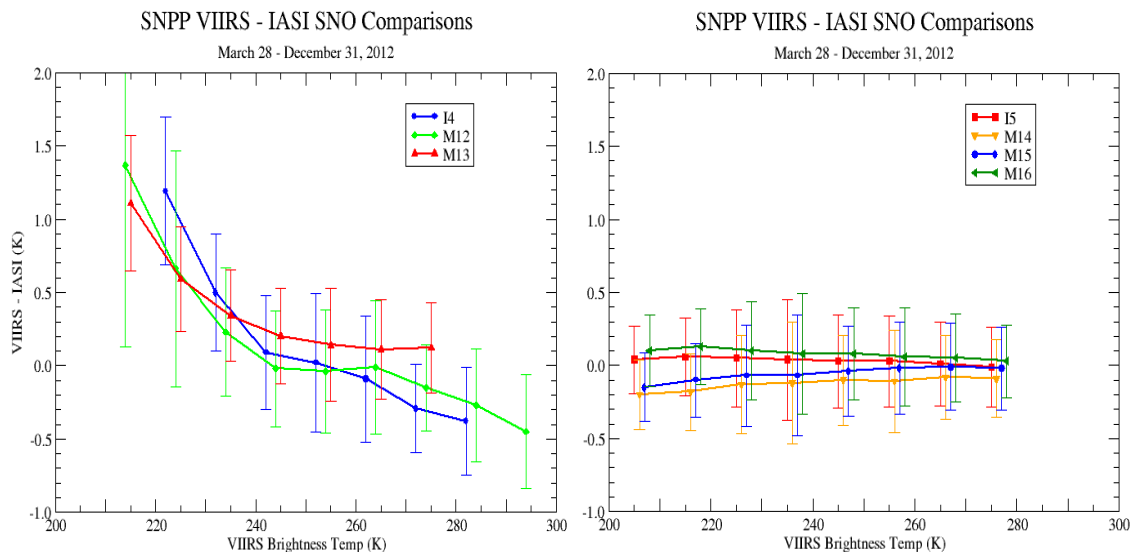 SNPP VIIRS - IASI SNO Comparisons
March 28 - December 31, 2012
VIIRS - IASI (K)
2.0
1.5
1.0
0.5
0.0
-0.5
-1.0
I4
M12
M13
200 220 240 260 280 300
VIIRS Brightness Temp (K)
SNPP VIIRS - IASI SNO Comparisons
March 28 - December 31, 2012
2.0
1.5
1.0
0.5
0.0
-0.5
-1.0
I5
M14
M15
M16
200 220 240 260 280 300
VIIRS Brightness Temp (K)